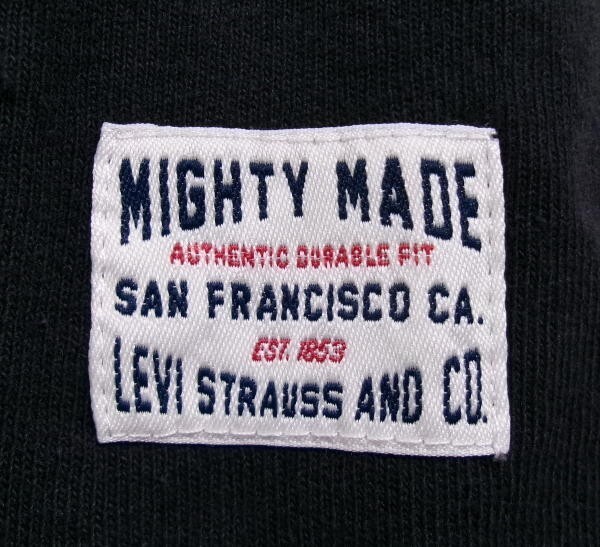 MIGHTY MADE
AUTHENTIC DURABLE FIT
SAN FRANCISCO CA.
EST. 1853
LEVI STRAUSS AND CO.